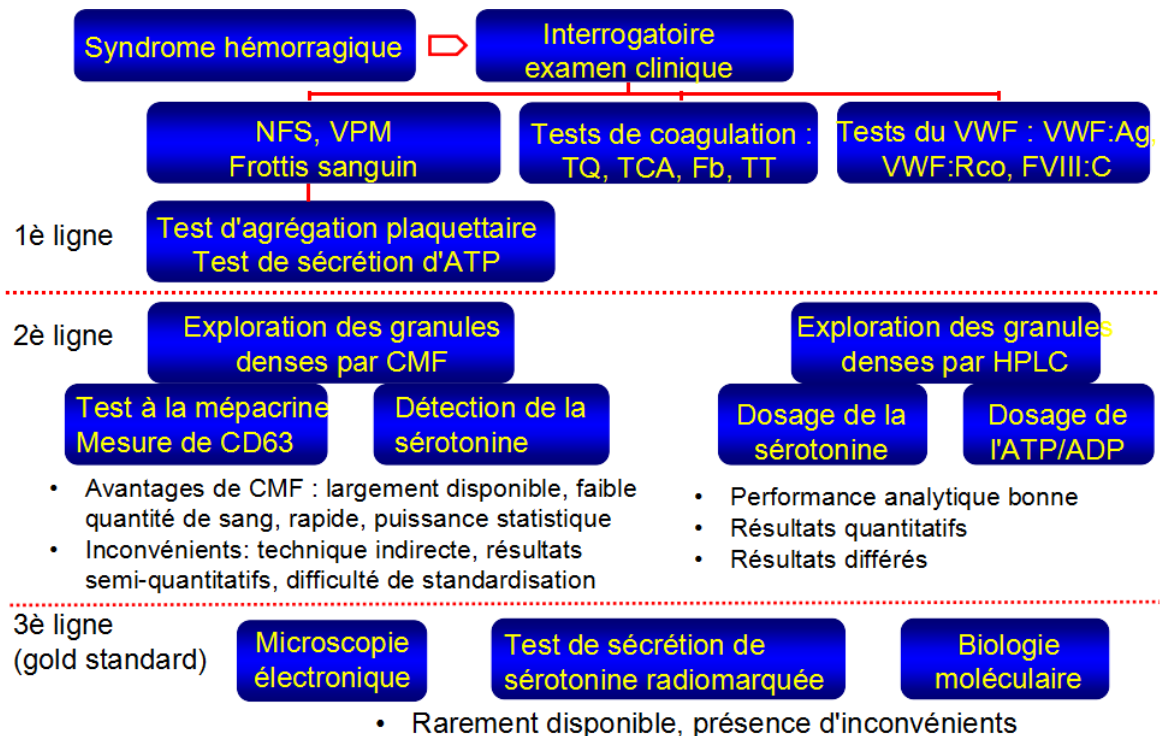 Syndrome hémorragique
Interrogatoire
examen clinique
NFS, VPM
Frottis sanguin
Tests de coagulation :
TQ, TCA, Fb, TT
Tests du VWF : VWF:Ag,
VWF:Rco, FVIII:C
1è ligne
Test d'agrégation plaquettaire
Test de sécrétion d'ATP
2è ligne
Exploration des granules
denses par CMF
Exploration des granules
denses par HPLC
Test à la mépacrine
Mesure de CD63
Détection de la
sérotonine
Dosage de la
sérotonine
Dosage de
l'ATP/ADP
• Avantages de CMF : largement disponible, faible
quantité de sang, rapide, puissance statistique
• Inconvénients: technique indirecte, résultats
semi-quantitatifs, difficulté de standardisation
• Performance analytique bonne
• Résultats quantitatifs
• Résultats différés
3è ligne
(gold standard)
Microscopie
électronique
Test de sécrétion de
sérotonine radiomarquée
Biologie
moléculaire
• Rarement disponible, présence d'inconvénients